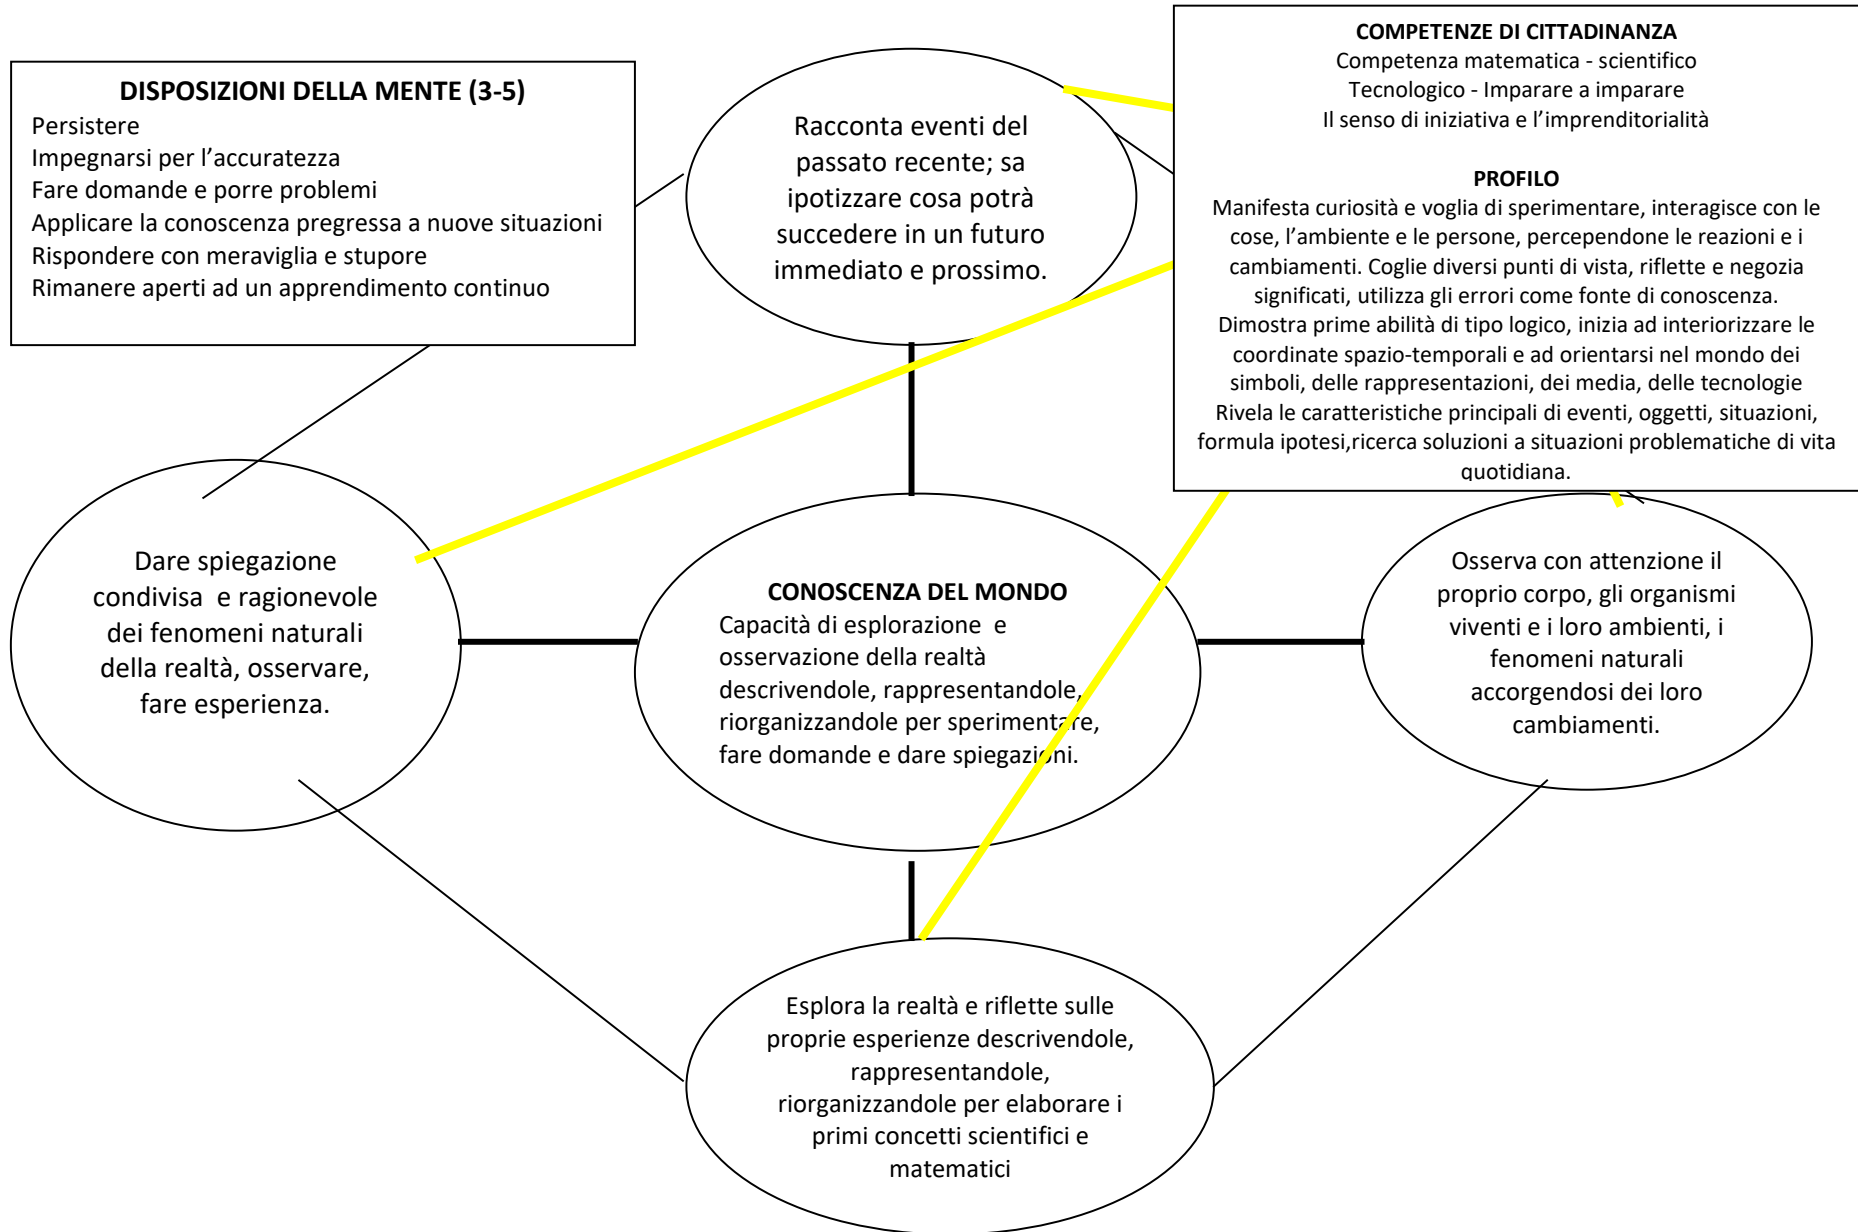 DISPOSIZIONI DELLA MENTE (3-5)
Persistere
Impegnarsi per l’accuratezza
Fare domande e porre problemi
Applicare la conoscenza pregressa a nuove situazioni
Rispondere con meraviglia e stupore
Rimanere aperti ad un apprendimento continuo
Racconta eventi del
passato recente; sa
ipotizzare cosa potrà
succedere in un futuro
immediato e prossimo.
COMPETENZE DI CITTADINANZA
Competenza matematica - scientifico
Tecnologico - Imparare a imparare
Il senso di iniziativa e l’imprenditorialità
PROFILO
Manifesta curiosità e voglia di sperimentare, interagisce con le
cose, l’ambiente e le persone, percependone le reazioni e i
cambiamenti. Coglie diversi punti di vista, riflette e negozia
significati, utilizza gli errori come fonte di conoscenza.
Dimostra prime abilità di tipo logico, inizia ad interiorizzare le
coordinate spazio-temporali e ad orientarsi nel mondo dei
simboli, delle rappresentazioni, dei media, delle tecnologie
Rivela le caratteristiche principali di eventi, oggetti, situazioni,
formula ipotesi,ricerca soluzioni a situazioni problematiche di vita
quotidiana.
Dare spiegazione
condivisa  e ragionevole
dei fenomeni naturali
della realtà, osservare,
fare esperienza.
CONOSCENZA DEL MONDO
Capacità di esplorazione  e
osservazione della realtà
descrivendole, rappresentandole,
riorganizzandole per sperimentare,
fare domande e dare spiegazioni.
Osserva con attenzione il
proprio corpo, gli organismi
viventi e i loro ambienti, i
fenomeni naturali
accorgendosi dei loro
cambiamenti.
Esplora la realtà e riflette sulle
proprie esperienze descrivendole,
rappresentandole,
riorganizzandole per elaborare i
primi concetti scientifici e
matematici